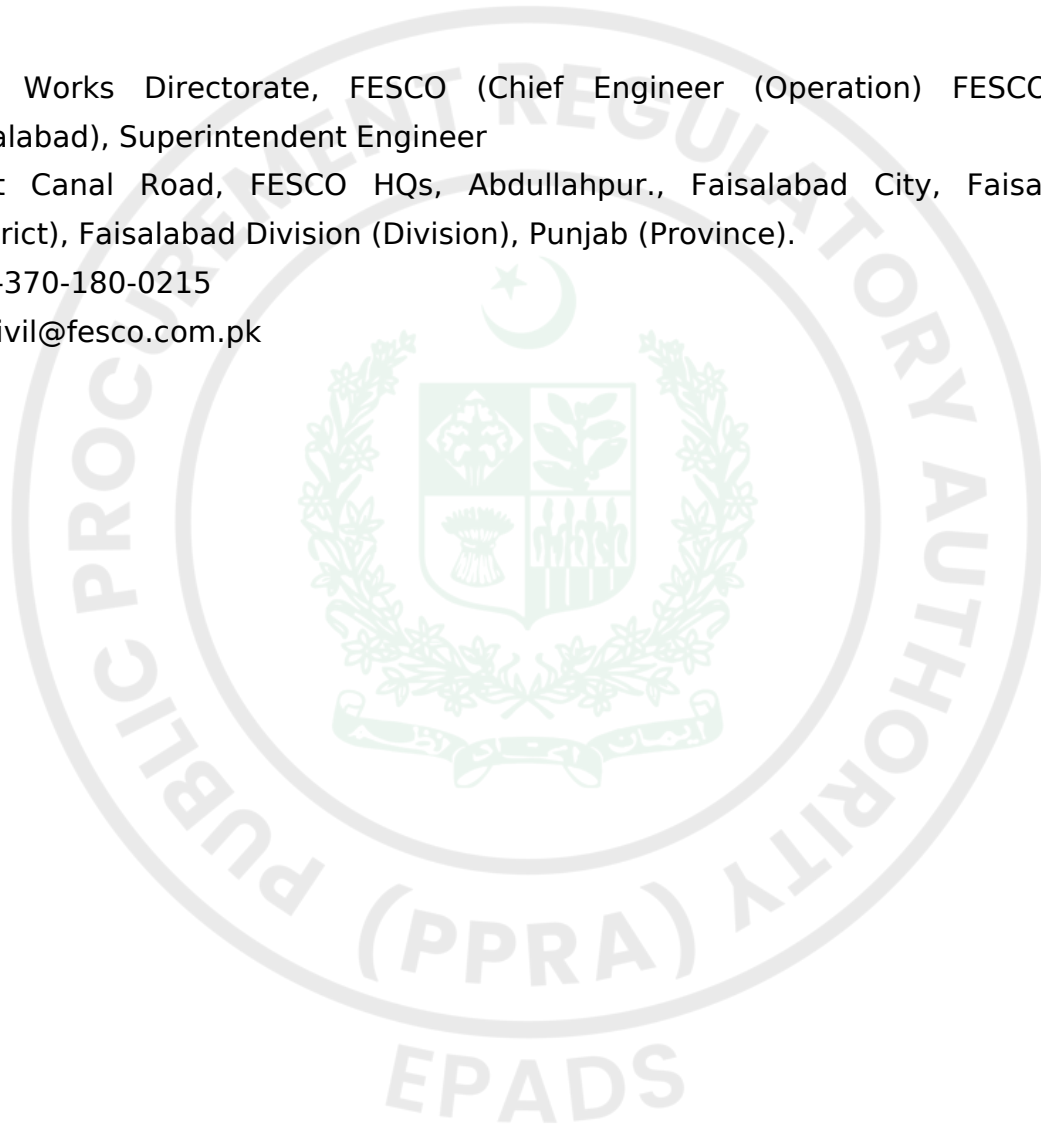 Works Directorate, FESCO (Chief Engineer (Operation) FESCO
alabad), Superintendent Engineer
t Canal Road, FESCO HQs, Abdullahpur., Faisalabad City, Faisa
rict), Faisalabad Division (Division), Punjab (Province).
-370-180-0215
ivil@fesco.com.pk
PUBLIC PROCUREMENT REGULATORY AUTHORITY
(PPRA)
EPADS